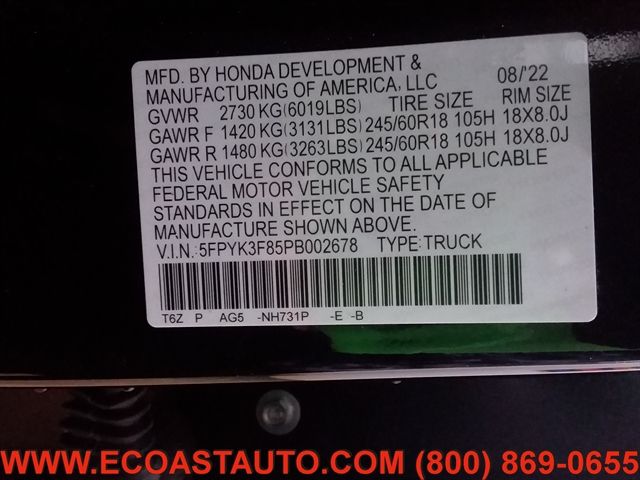 MFD. BY HONDA DEVELOPMENT &
MANUFACTURING OF AMERICA, LLC 08/'22
GVWR 2730 KG(6019LBS) TIRE SIZE RIM SIZE
GAWR F 1420 KG(3131LBS) 245/60R18 105H 18X8.0J
GAWR R 1480 KG(3263LBS) 245/60R18 105H 18X8.0J
THIS VEHICLE CONFORMS TO ALL APPLICABLE
FEDERAL MOTOR VEHICLE SAFETY
STANDARDS IN EFFECT ON THE DATE OF
MANUFACTURE SHOWN ABOVE.
V.I.N.:5FPYK3F85PB002678 TYPE:TRUCK
T6Z P AG5 -NH731P -E -B
WWW.ECOASTAUTO.COM (800) 869-0655